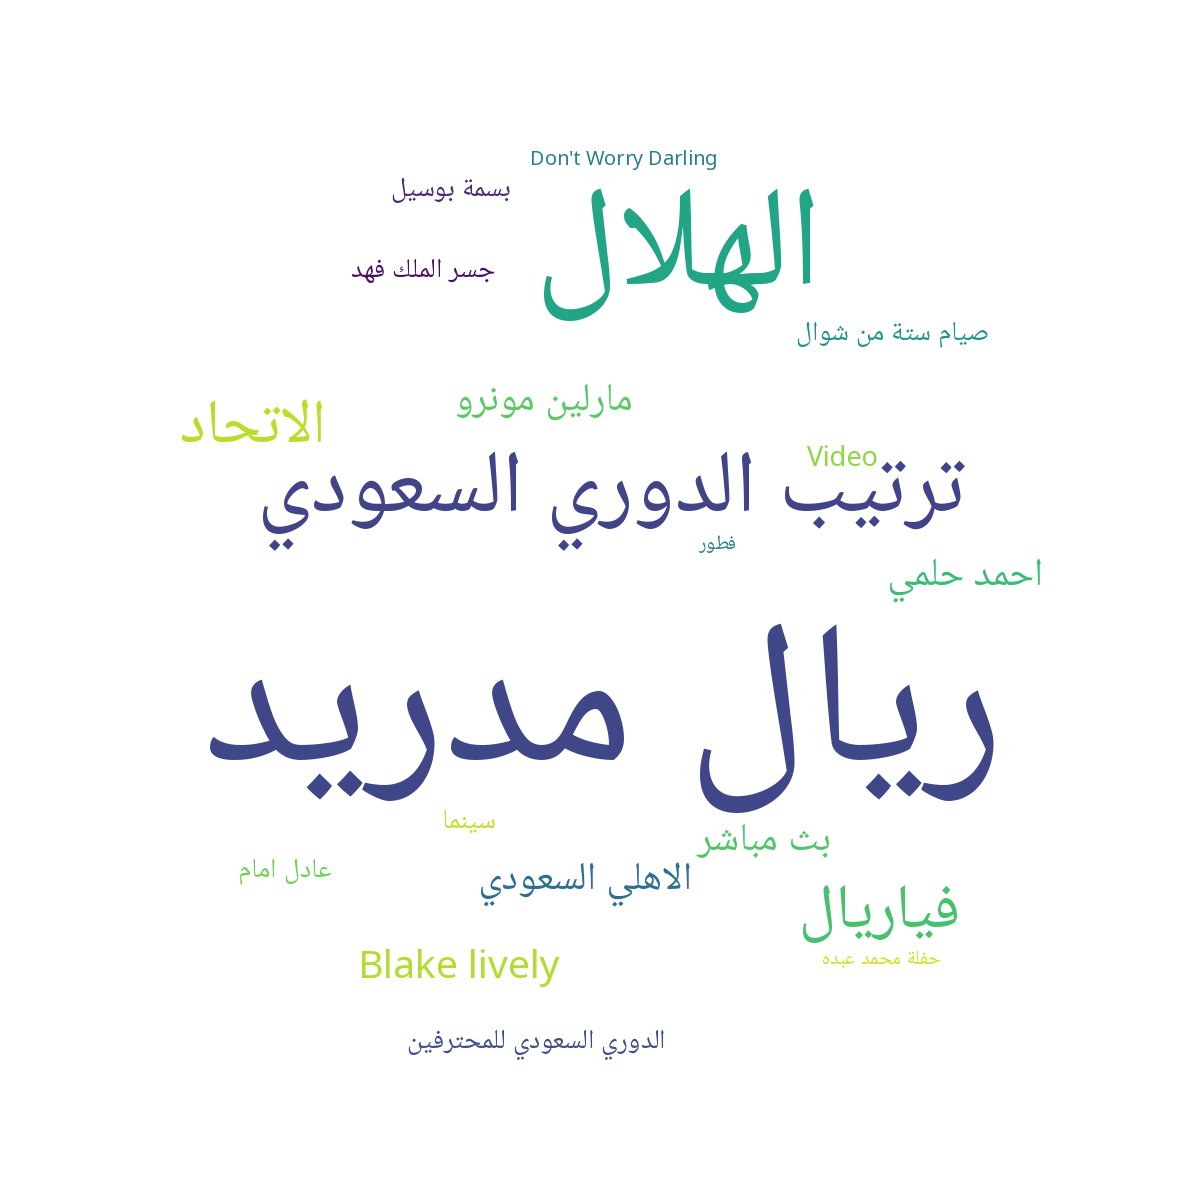 Don't Worry Darling
بسمة بوسيل
الهلال
جسر الملك فهد
صيام ستة من شوال
مارلين مونرو
الاتحاد
Video
ترتيب الدوري السعودي
فطور
احمد حلمي
ريال مدريد
سينما
بث مباشر
عادل امام
الاهلي السعودي
فياريال
حفلة محمد عبده
Blake lively
الدوري السعودي للمحترفين